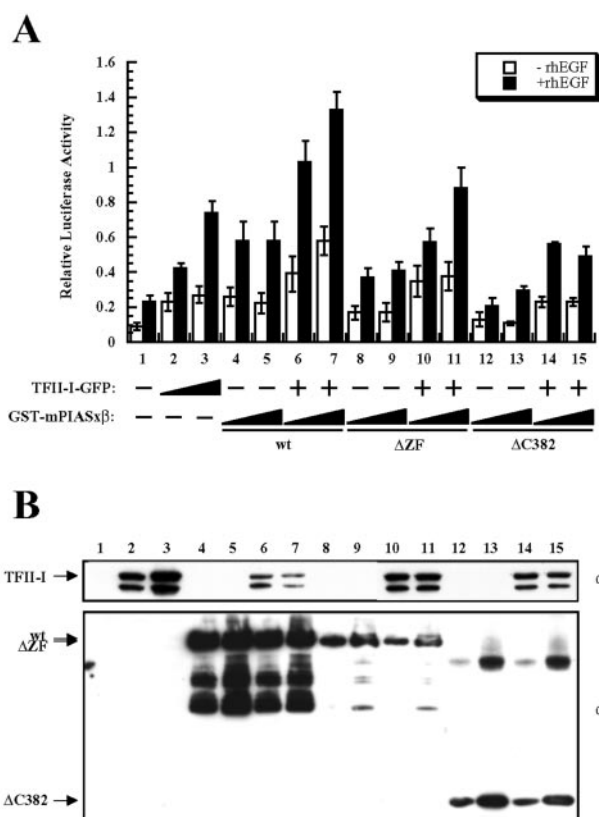 A
- rhEGF
+rhEGF
Relative Luciferase Activity
1.6
1.4
1.2
1
0.8
0.6
0.4
0.2
0
1 2 3 4 5 6 7 8 9 10 11 12 13 14 15
TFII-I-GFP: − − − + + − − + + − − + +
GST-mPIASxβ: − − −
wt ΔZF ΔC382
B
1 2 3 4 5 6 7 8 9 10 11 12 13 14 15
TFII-I
wt
ΔZF
ΔC382